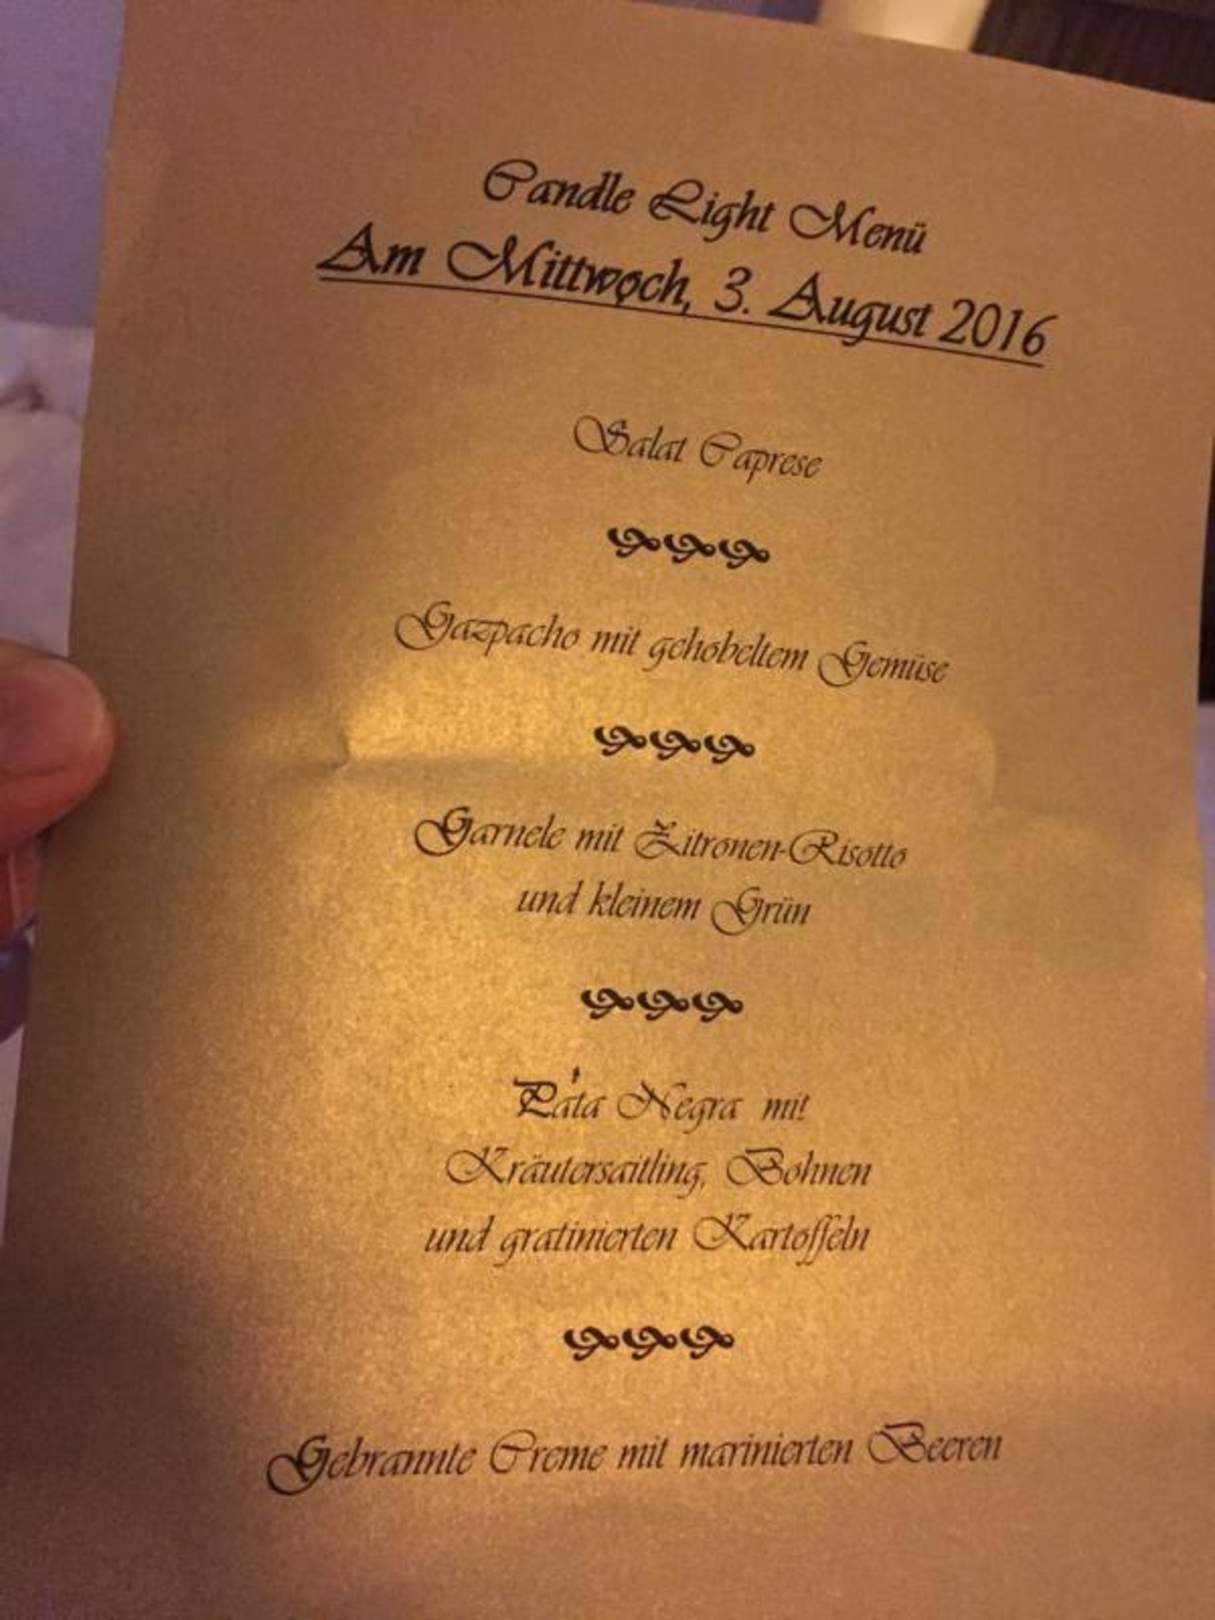 Candle Light Menü
Am Mittwoch, 3. August 2016
Salat Caprese
Gazpacho mit gehobeltem Gemüse
Garnele mit Zitronen-Risotto
und kleinem Grün
Pata Negra mit
Kräutersaitling, Bohnen
und gratinierten Kartoffeln
Gebrannte Creme mit marinierten Beeren